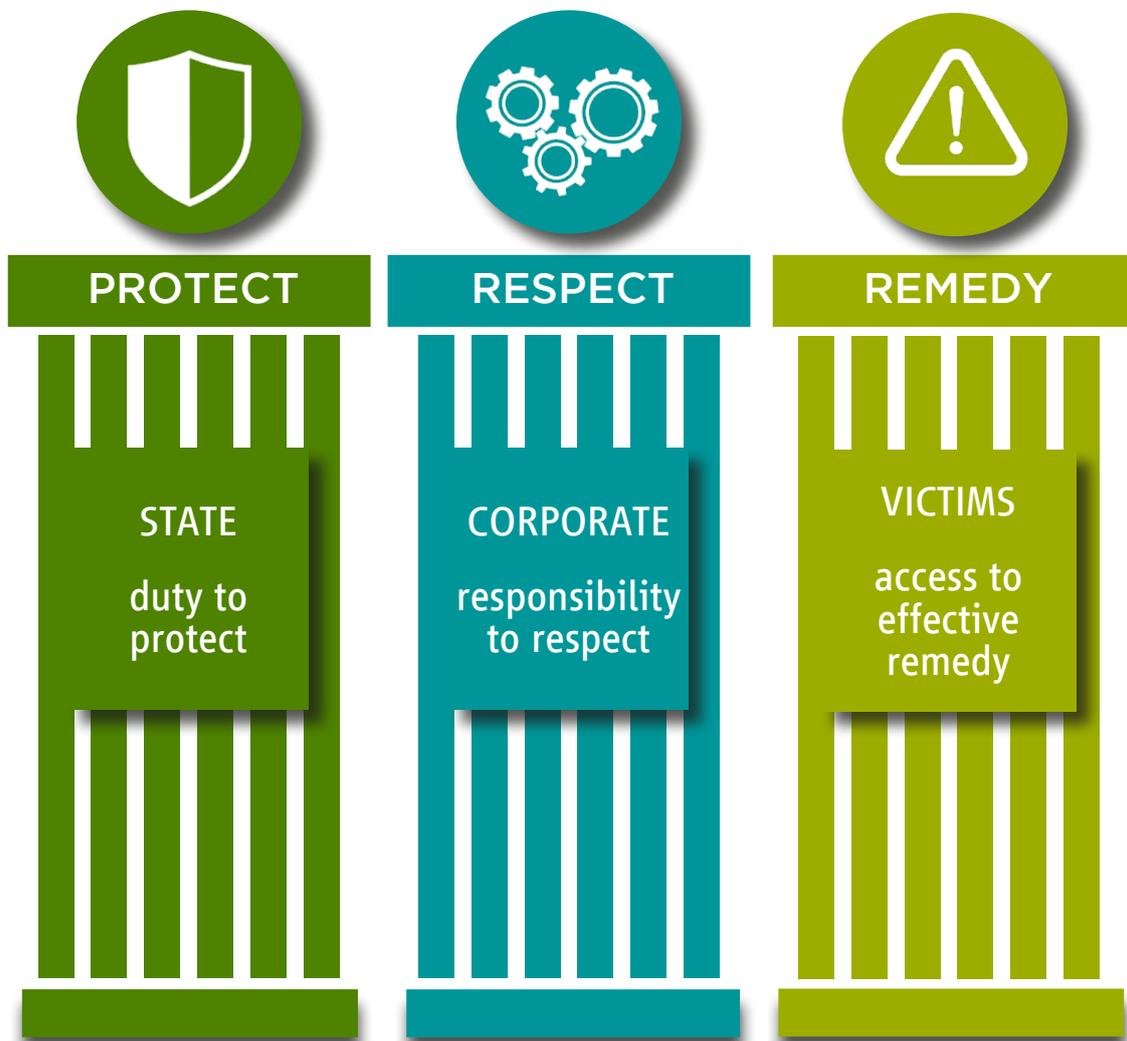 PROTECT
STATE
duty to
protect
RESPECT
CORPORATE
responsibility
to respect
REMEDY
VICTIMS
access to
effective
remedy